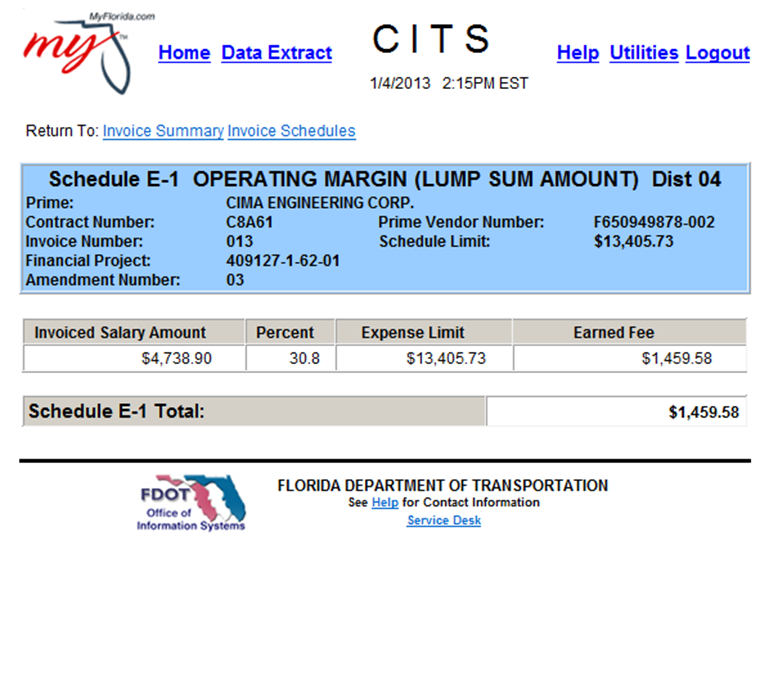 MyFlorida.com
my TM
Home Data Extract CITS Help Utilities Logout
1/4/2013 2:15PM EST
Return To: Invoice Summary Invoice Schedules
Schedule E-1 OPERATING MARGIN (LUMP SUM AMOUNT) Dist 04
Prime: CIMA ENGINEERING CORP.
Contract Number: C8A61 Prime Vendor Number: F650949878-002
Invoice Number: 013 Schedule Limit: $13,405.73
Financial Project: 409127-1-62-01
Amendment Number: 03
Invoiced Salary Amount Percent Expense Limit Earned Fee
$4,738.90 30.8 $13,405.73 $1,459.58
Schedule E-1 Total: $1,459.58
FDOT
Office of
Information Systems
FLORIDA DEPARTMENT OF TRANSPORTATION
See Help for Contact Information
Service Desk